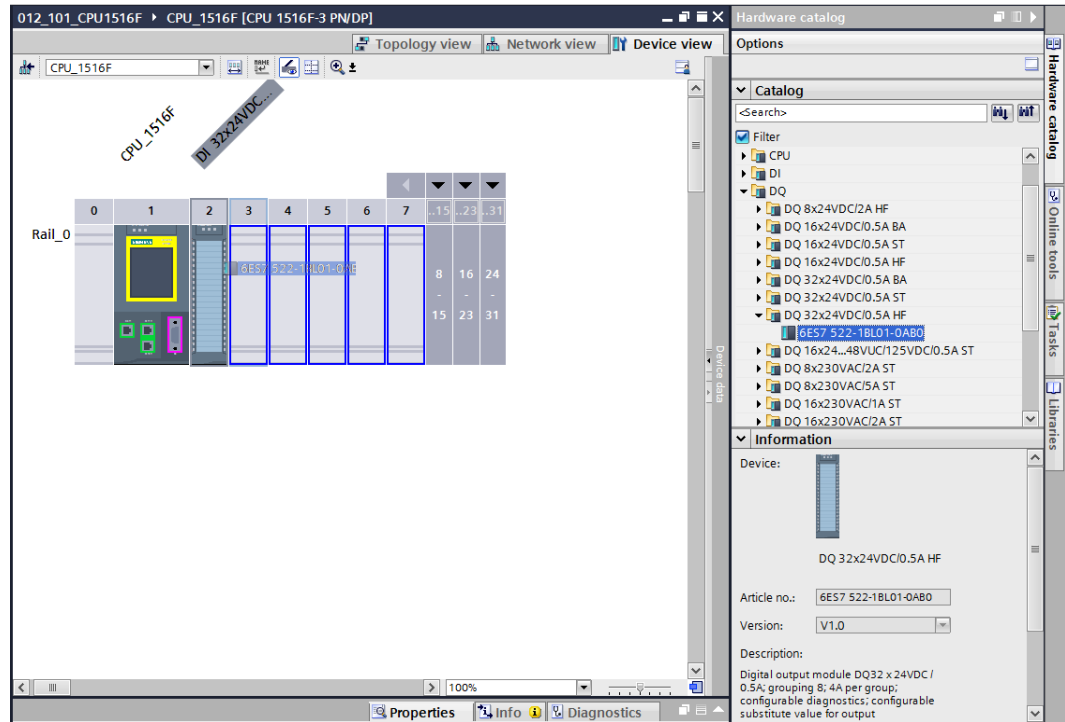 012_101_CPU1516F ▸ CPU_1516F [CPU 1516F-3 PN/DP]
Topology view Network view Device view
CPU_1516F
CPU_1516F
DI 32x24VDC...
0 1 2 3 4 5 6 7 ..15 ..23 ..31
Rail_0
6ES7 522-1BL01-0AB
8 16 24
- - -
15 23 31
Device data
100%
Properties Info Diagnostics
Hardware catalog
Options
Catalog
<Search>
Filter
CPU
DI
DQ
DQ 8x24VDC/2A HF
DQ 16x24VDC/0.5A BA
DQ 16x24VDC/0.5A ST
DQ 16x24VDC/0.5A HF
DQ 32x24VDC/0.5A BA
DQ 32x24VDC/0.5A ST
DQ 32x24VDC/0.5A HF
6ES7 522-1BL01-0AB0
DQ 16x24...48VUC/125VDC/0.5A ST
DQ 8x230VAC/2A ST
DQ 8x230VAC/5A ST
DQ 16x230VAC/1A ST
DQ 16x230VAC/2A ST
Information
Device:
DQ 32x24VDC/0.5A HF
Article no.: 6ES7 522-1BL01-0AB0
Version: V1.0
Description:
Digital output module DQ32 x 24VDC /
0.5A; grouping 8; 4A per group;
configurable diagnostics; configurable
substitute value for output
Hardware catalog
Online tools
Tasks
Libraries